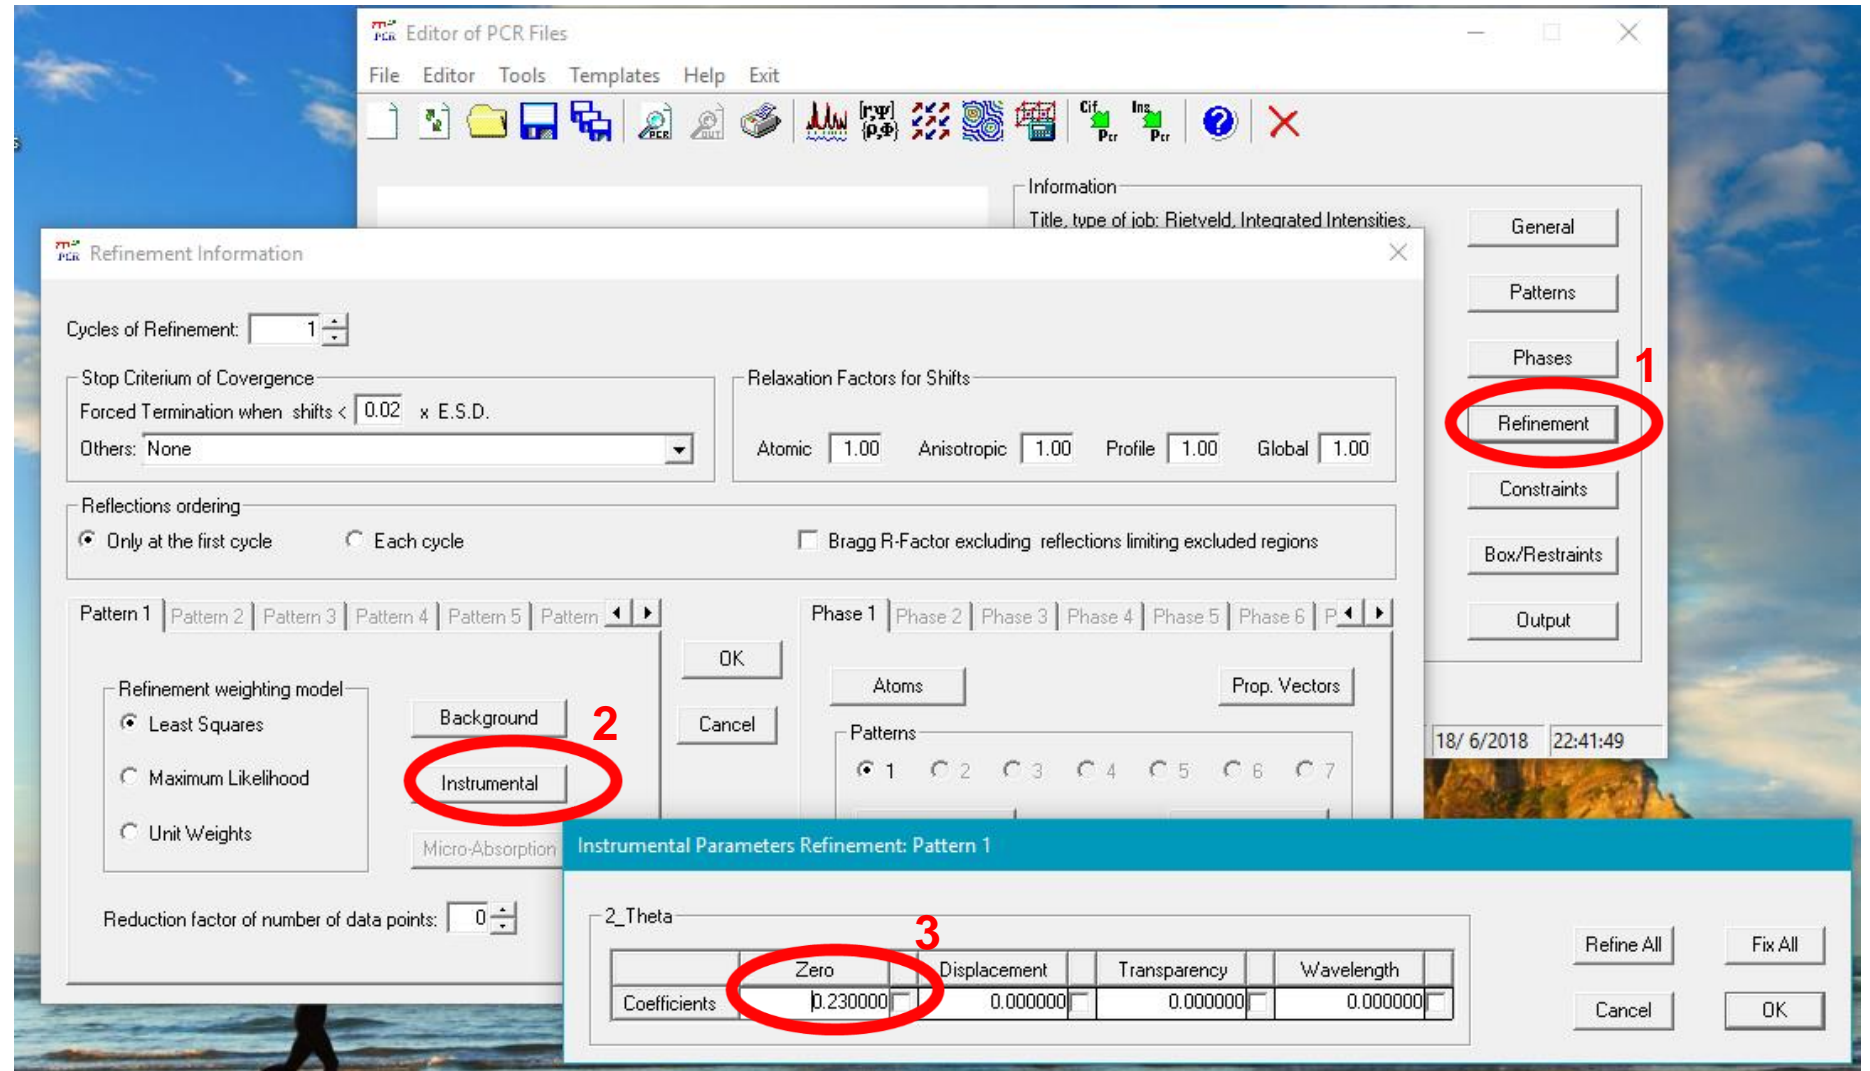 Editor of PCR Files
File Editor Tools Templates Help Exit
Information
Title, type of job: Rietveld, Integrated Intensities,
General
Patterns
Phases
1
Refinement
Constraints
Box/Restraints
Output
18/ 6/2018 22:41:49
Refinement Information
Cycles of Refinement: 1
Stop Criterium of Covergence
Forced Termination when shifts < 0.02 x E.S.D.
Others: None
Relaxation Factors for Shifts
Atomic 1.00 Anisotropic 1.00 Profile 1.00 Global 1.00
Reflections ordering
Only at the first cycle Each cycle Bragg R-Factor excluding reflections limiting excluded regions
Pattern 1 Pattern 2 Pattern 3 Pattern 4 Pattern 5 Pattern
Refinement weighting model
Least Squares
Maximum Likelihood
Unit Weights
Background
2
Instrumental
Micro-Absorption
Reduction factor of number of data points: 0
OK
Cancel
Phase 1 Phase 2 Phase 3 Phase 4 Phase 5 Phase 6 P
Atoms Prop. Vectors
Patterns
1 2 3 4 5 6 7
Instrumental Parameters Refinement: Pattern 1
2_Theta
3
Zero Displacement Transparency Wavelength
Coefficients 0.230000 0.000000 0.000000 0.000000
Refine All Fix All
Cancel OK